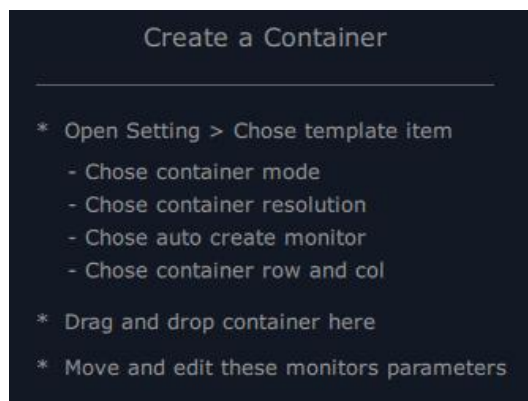 Create a Container
* Open Setting > Chose template item
- Chose container mode
- Chose container resolution
- Chose auto create monitor
- Chose container row and col
* Drag and drop container here
* Move and edit these monitors parameters